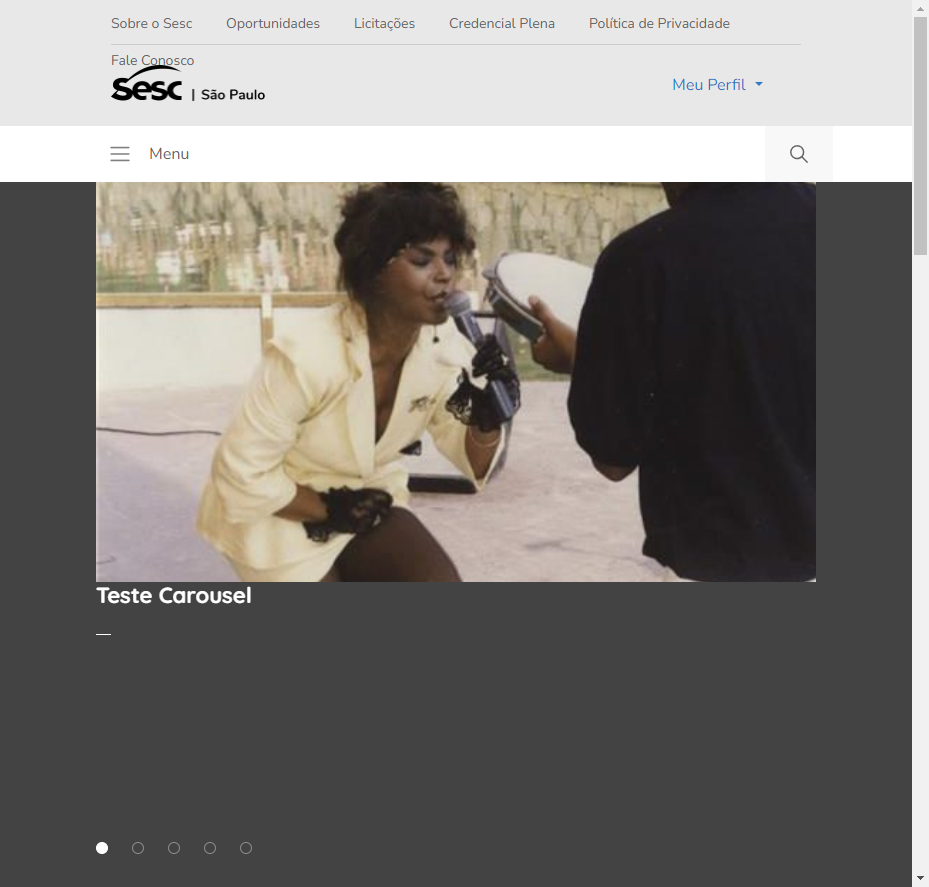 Sobre o Sesc Oportunidades Licitações Credencial Plena Política de Privacidade
Fale Conosco
Sesc | São Paulo
Meu Perfil
Menu
Teste Carousel